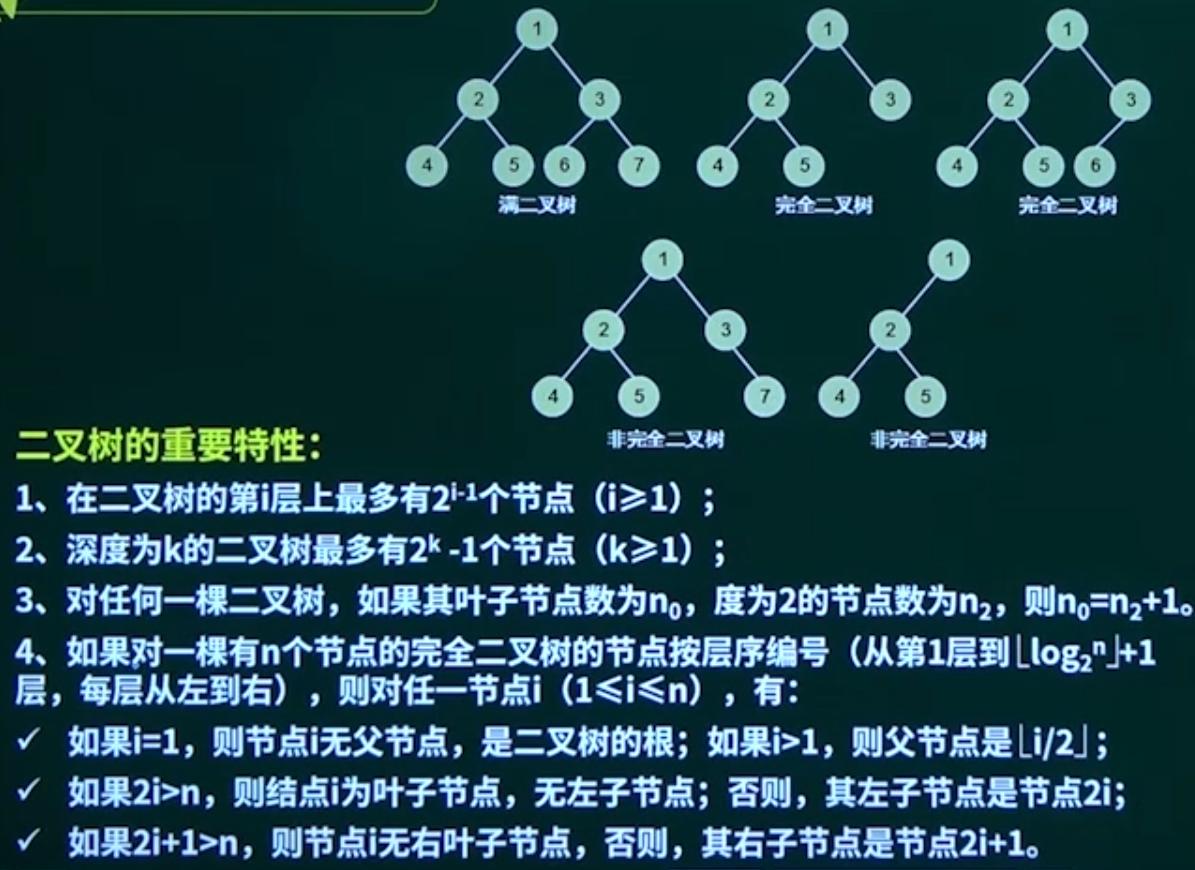 1 1 1
2 3 2 3 2 3
4 5 6 7 4 5 4 5 6
满二叉树 完全二叉树 完全二叉树
1 1
2 3 2
4 5 7 4 5
非完全二叉树 非完全二叉树
二叉树的重要特性：
1、在二叉树的第i层上最多有2ⁱ⁻¹个节点（i≥1）；
2、深度为k的二叉树最多有2ᵏ -1个节点（k≥1）；
3、对任何一棵二叉树，如果其叶子节点数为n₀，度为2的节点数为n₂，则n₀=n₂+1。
4、如果对一棵有n个节点的完全二叉树的节点按层序编号（从第1层到⌊log₂ⁿ⌋+1
层，每层从左到右），则对任一节点i（1≤i≤n），有：
✓ 如果i=1，则节点i无父节点，是二叉树的根；如果i>1，则父节点是⌊i/2⌋；
✓ 如果2i>n，则结点i为叶子节点，无左子节点；否则，其左子节点是节点2i；
✓ 如果2i+1>n，则节点i无右叶子节点，否则，其右子节点是节点2i+1。